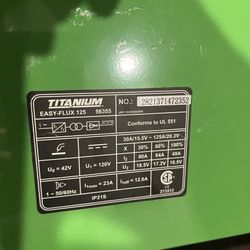 TITANIUM
EASY-FLUX 125 56355
NO.: 2821371472352
Conforms to UL 551
30A/15.5V ~ 125A/20.3V
X 30% 60% 100%
I₂ 90A 64A 49A
U₂ 18.5V 17.2V 16.5V
U₀ = 42V U₁ = 120V
1~50/60Hz I₁max = 23A I₁eff = 12.6A
IP21S